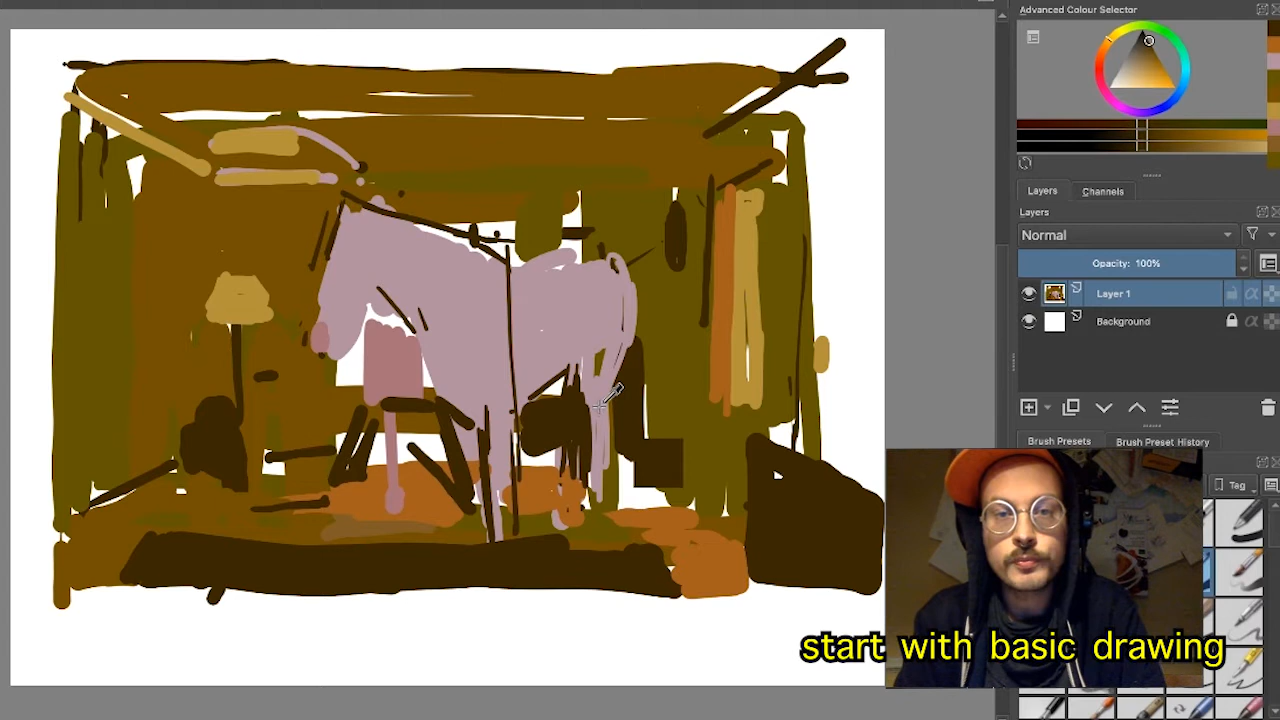 Advanced Colour Selector
Layers
Channels
Layers
Normal
Opacity: 100%
Layer 1
Background
Brush Presets
Brush Preset History
Tag
start with basic drawing